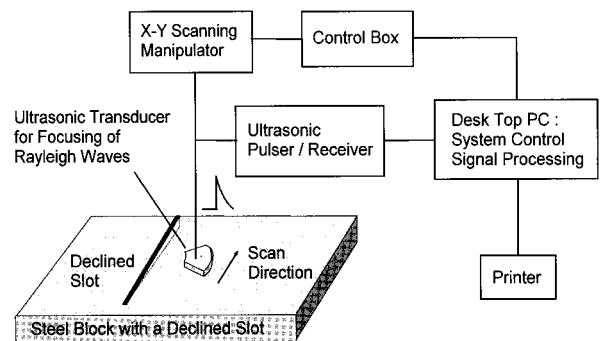 X-Y Scanning
Manipulator
Control Box
Ultrasonic Transducer
for Focusing of
Rayleigh Waves
Ultrasonic
Pulser / Receiver
Desk Top PC :
System Control
Signal Processing
Declined
Slot
Scan
Direction
Printer
Steel Block with a Declined Slot